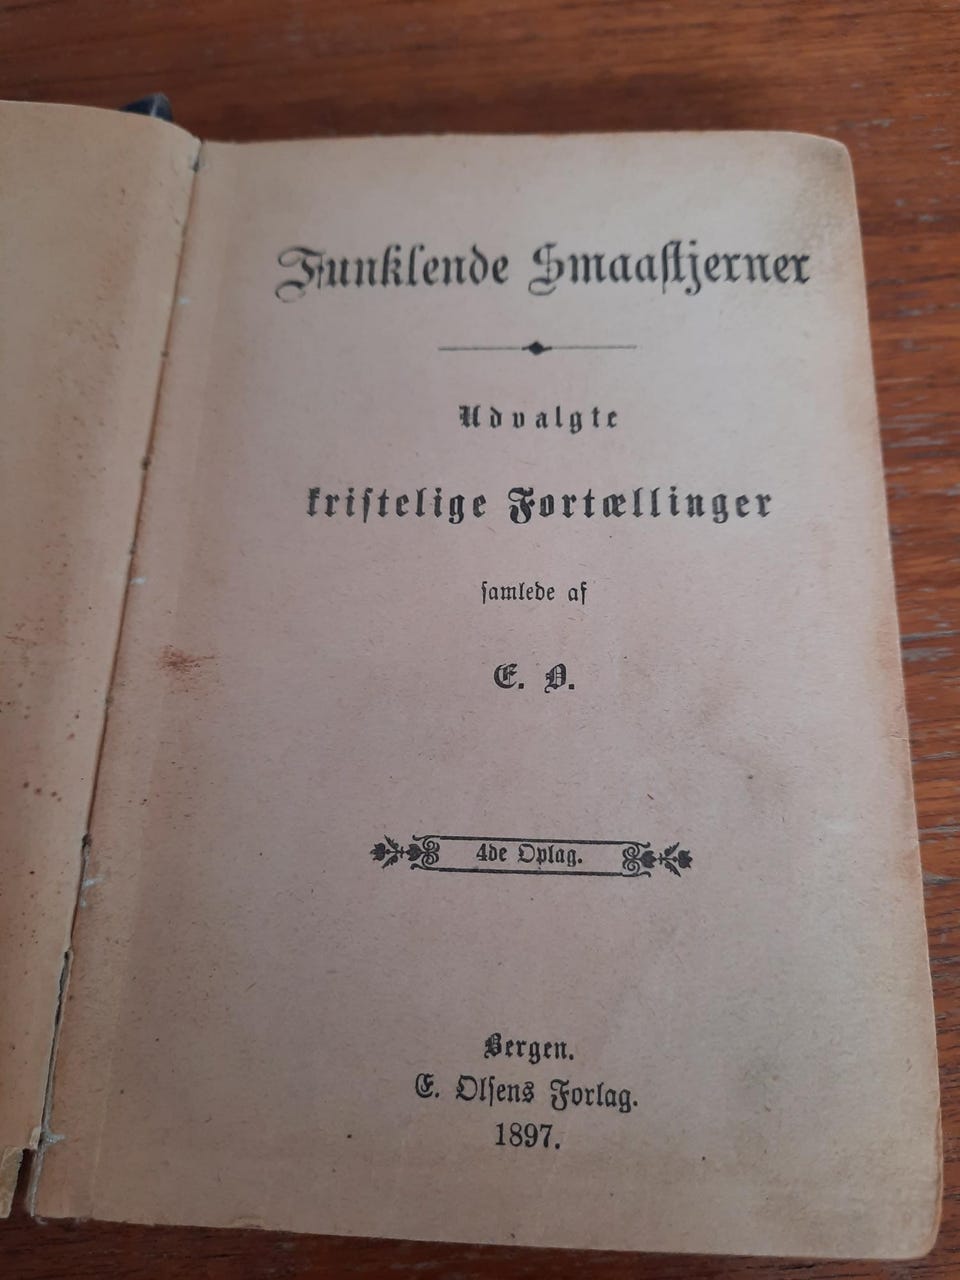 Funklende Smaastjerner
Udvalgte
kristelige Fortællinger
samlede af
E.
4de Oplag.
Bergen.
E. Olsens Forlag.
1897.